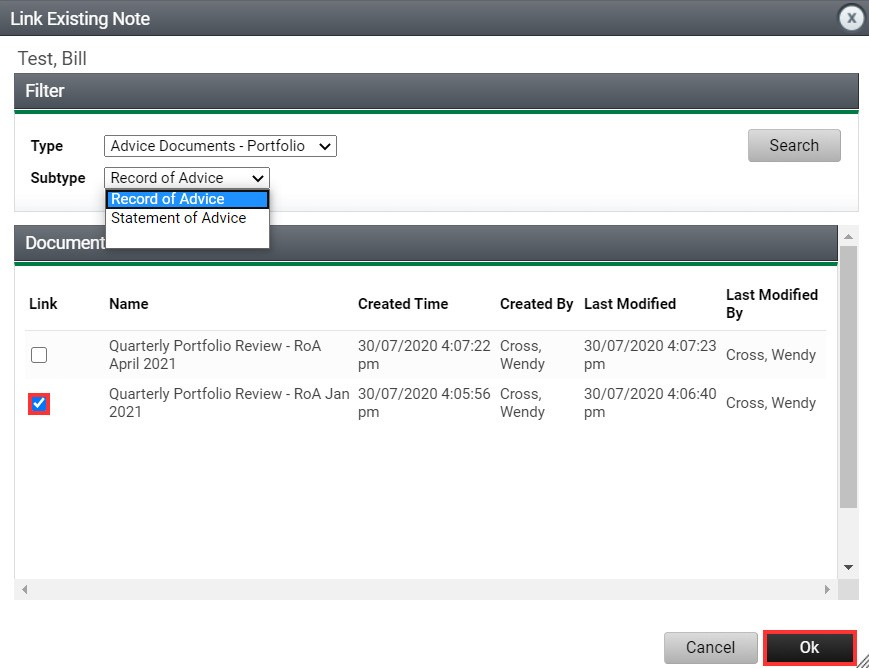 Link Existing Note
X
Test, Bill
Filter
Type Advice Documents - Portfolio Search
Subtype Record of Advice
Record of Advice
Statement of Advice
Document
Link Name Created Time Created By Last Modified Last Modified
By
Quarterly Portfolio Review - RoA 30/07/2020 4:07:22 Cross, 30/07/2020 4:07:23 Cross, Wendy
April 2021 pm Wendy pm
Quarterly Portfolio Review - RoA Jan 30/07/2020 4:05:56 Cross, 30/07/2020 4:06:40 Cross, Wendy
2021 pm Wendy pm
Cancel Ok